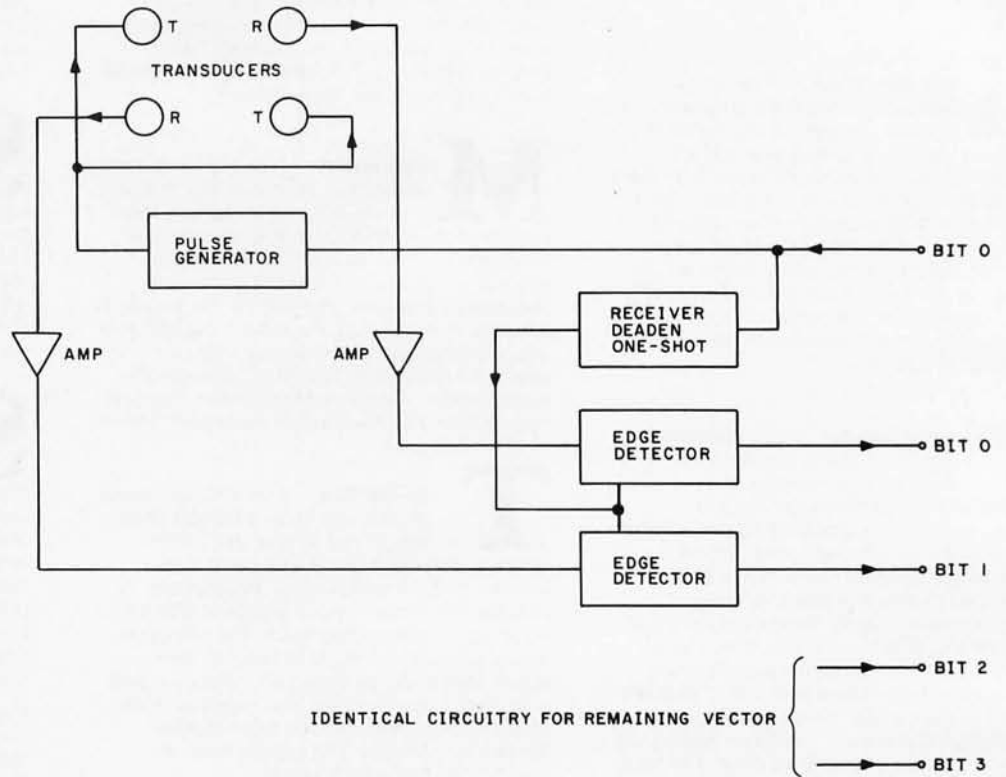 T
R
TRANSDUCERS
R
T
PULSE
GENERATOR
BIT 0
RECEIVER
DEADEN
ONE-SHOT
AMP
AMP
EDGE
DETECTOR
BIT 0
EDGE
DETECTOR
BIT 1
BIT 2
IDENTICAL CIRCUITRY FOR REMAINING VECTOR
BIT 3